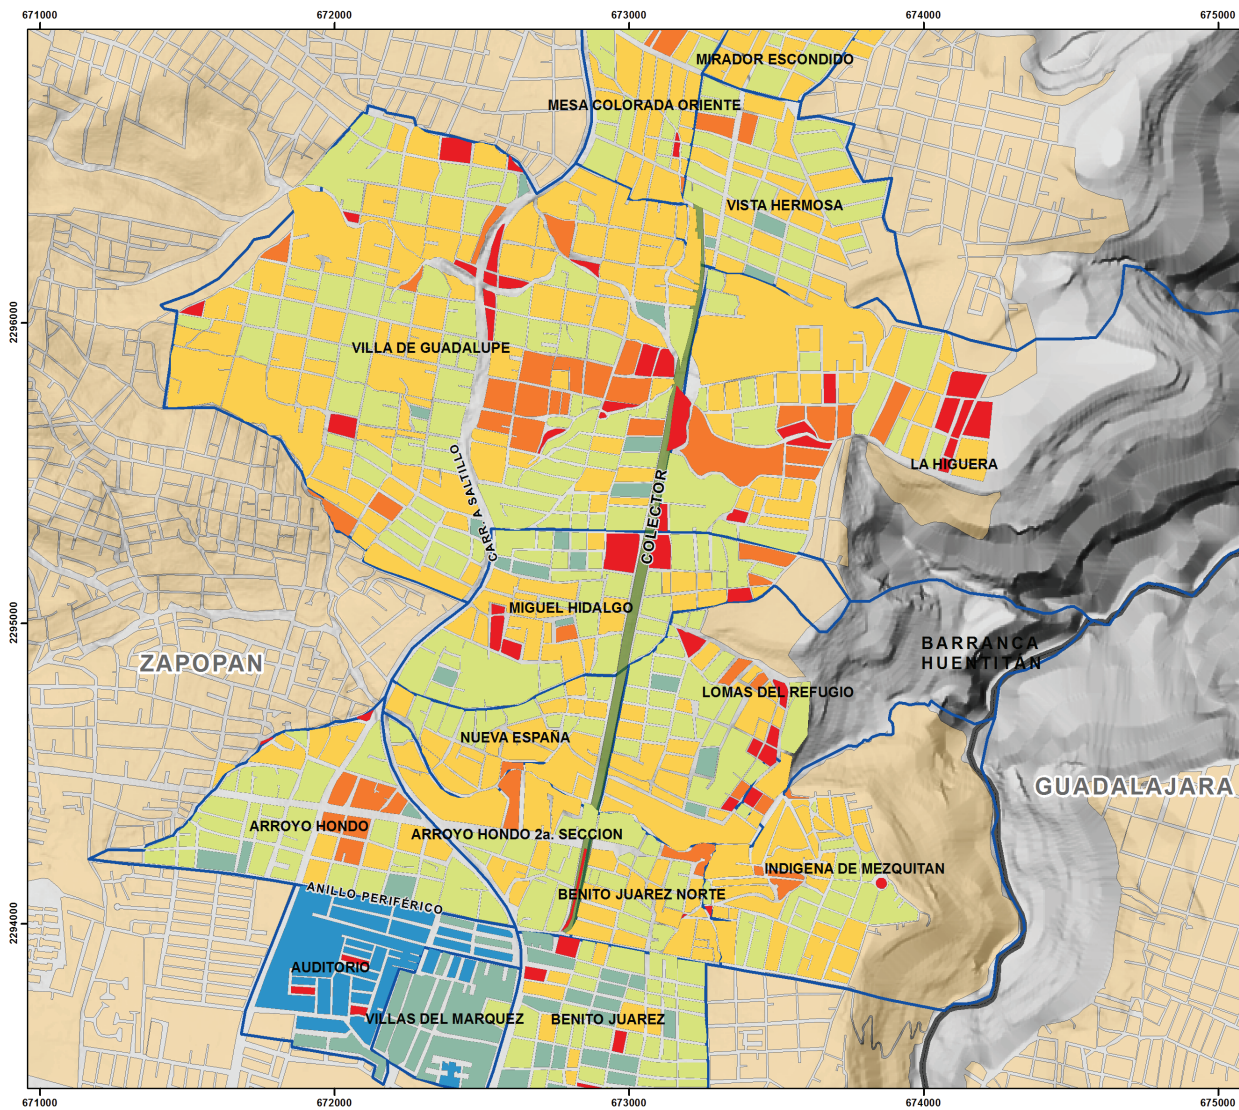 671000
672000
673000
674000
675000
MIRADOR ESCONDIDO
MESA COLORADA ORIENTE
VISTA HERMOSA
2296000
VILLA DE GUADALUPE
LA HIGUERA
CARR A SALTILLO
COLECTOR
MIGUEL HIDALGO
2295000
BARRANCA
HUENTITAN
ZAPOPAN
LOMAS DEL REFUGIO
NUEVA ESPAÑA
GUADALAJARA
ARROYO HONDO
ARROYO HONDO 2a. SECCION
INDIGENA DE MEZQUITAN
BENITO JUAREZ NORTE
ANILLO PERIFÉRICO
2294000
AUDITORIO
VILLAS DEL MARQUEZ
BENITO JUAREZ
671000
672000
673000
674000
675000